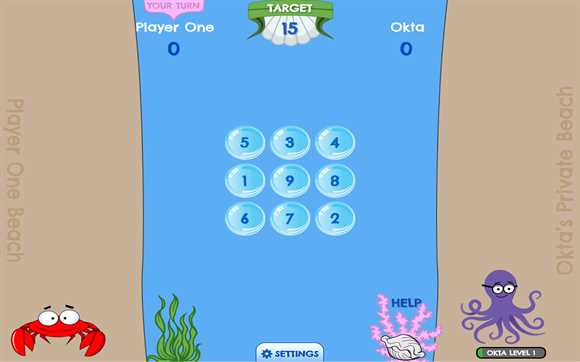 YOUR TURN
TARGET
Player One
15
Okta
0
0
Player One Beach
Okta's Private Beach
5 3 4
1 9 8
6 7 2
HELP
SETTINGS
OKTA LEVEL 1